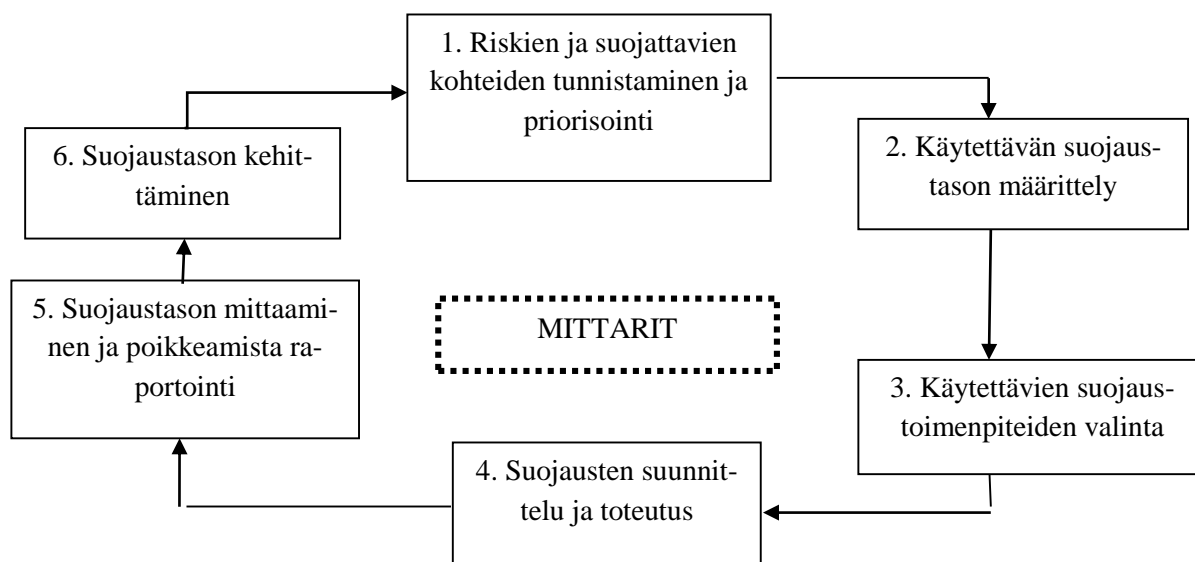 1. Riskien ja suojattavien
kohteiden tunnistaminen ja
priorisointi
2. Käytettävän suojaus-
tason määrittely
3. Käytettävien suojaus-
toimenpiteiden valinta
4. Suojausten suunnit-
telu ja toteutus
5. Suojaustason mittaami-
nen ja poikkeamista ra-
portointi
6. Suojaustason kehit-
täminen
MITTARIT